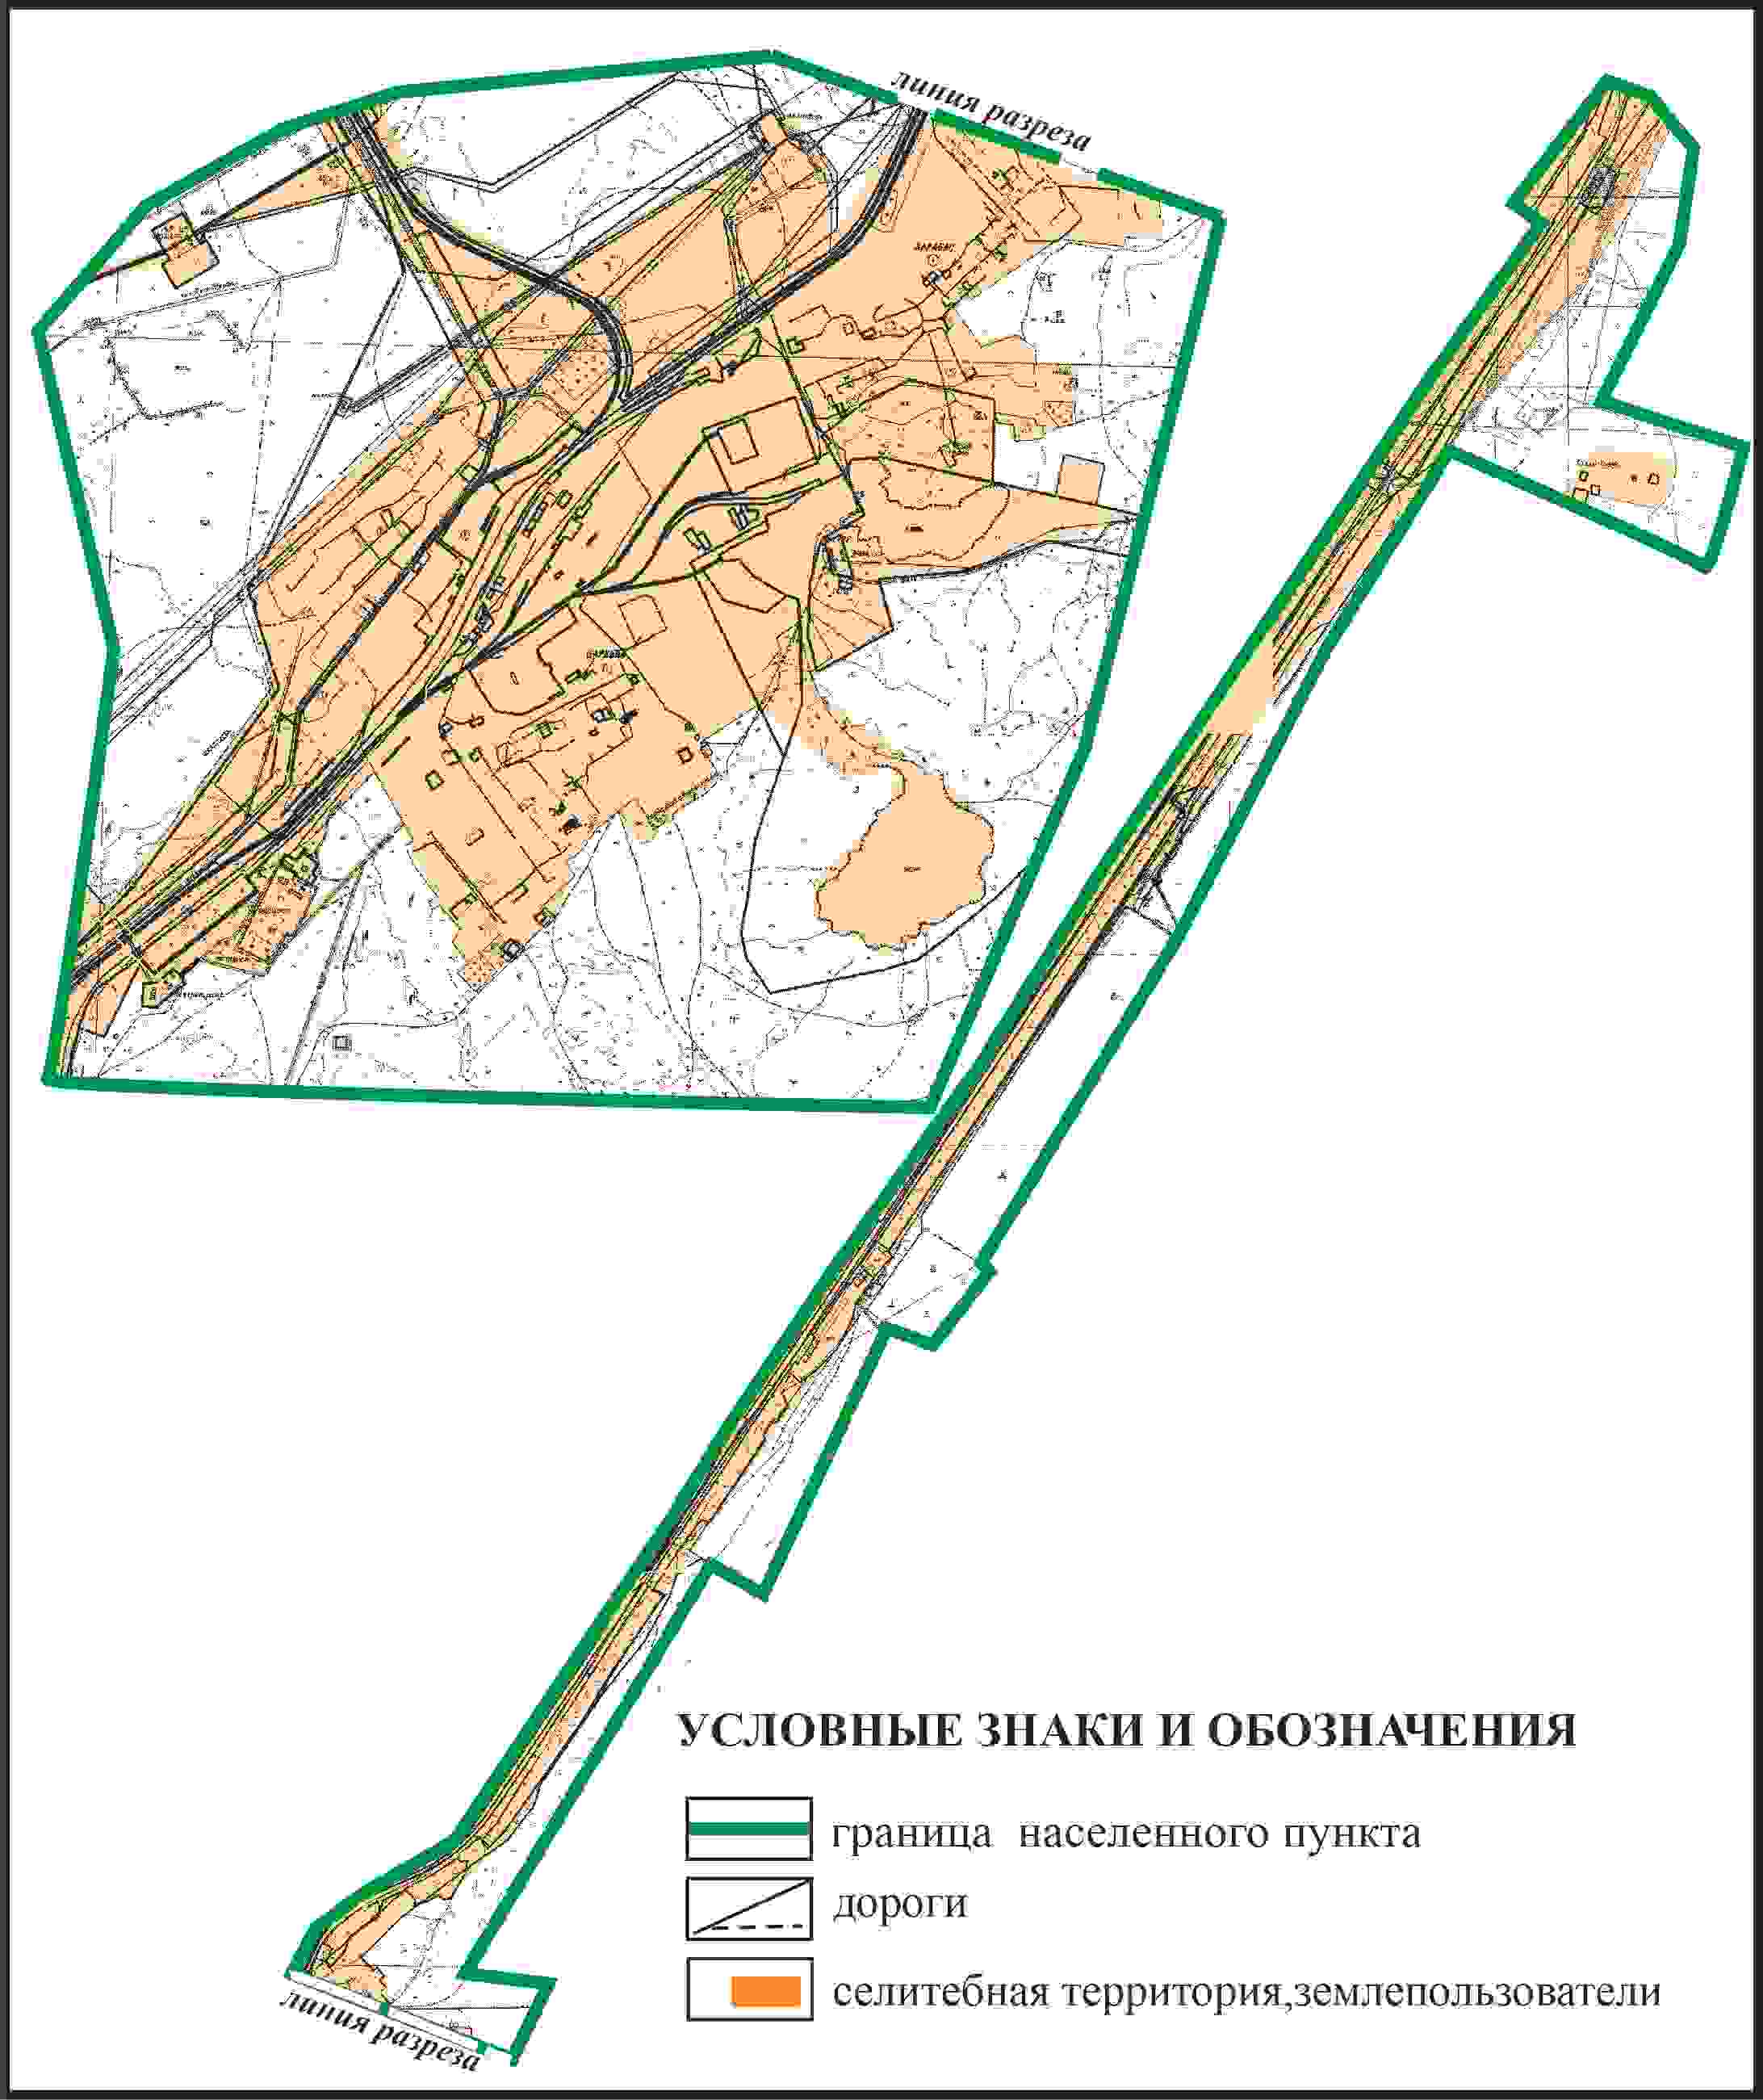 линия разреза
линия разреза
УСЛОВНЫЕ ЗНАКИ И ОБОЗНАЧЕНИЯ
граница населенного пункта
дороги
селитебная территория,землепользователи